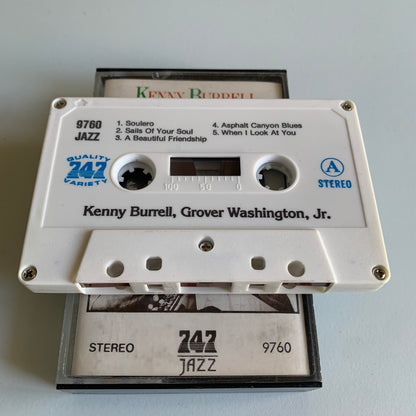 KENNY BURRELL
9760
JAZZ
1. Soulero
2. Sails Of Your Soul
3. A Beautiful Friendship
4. Asphalt Canyon Blues
5. When I Look At You
QUALITY
747
VARIETY
A
STEREO
100 50 0
Kenny Burrell, Grover Washington, Jr.
STEREO
747
JAZZ
9760